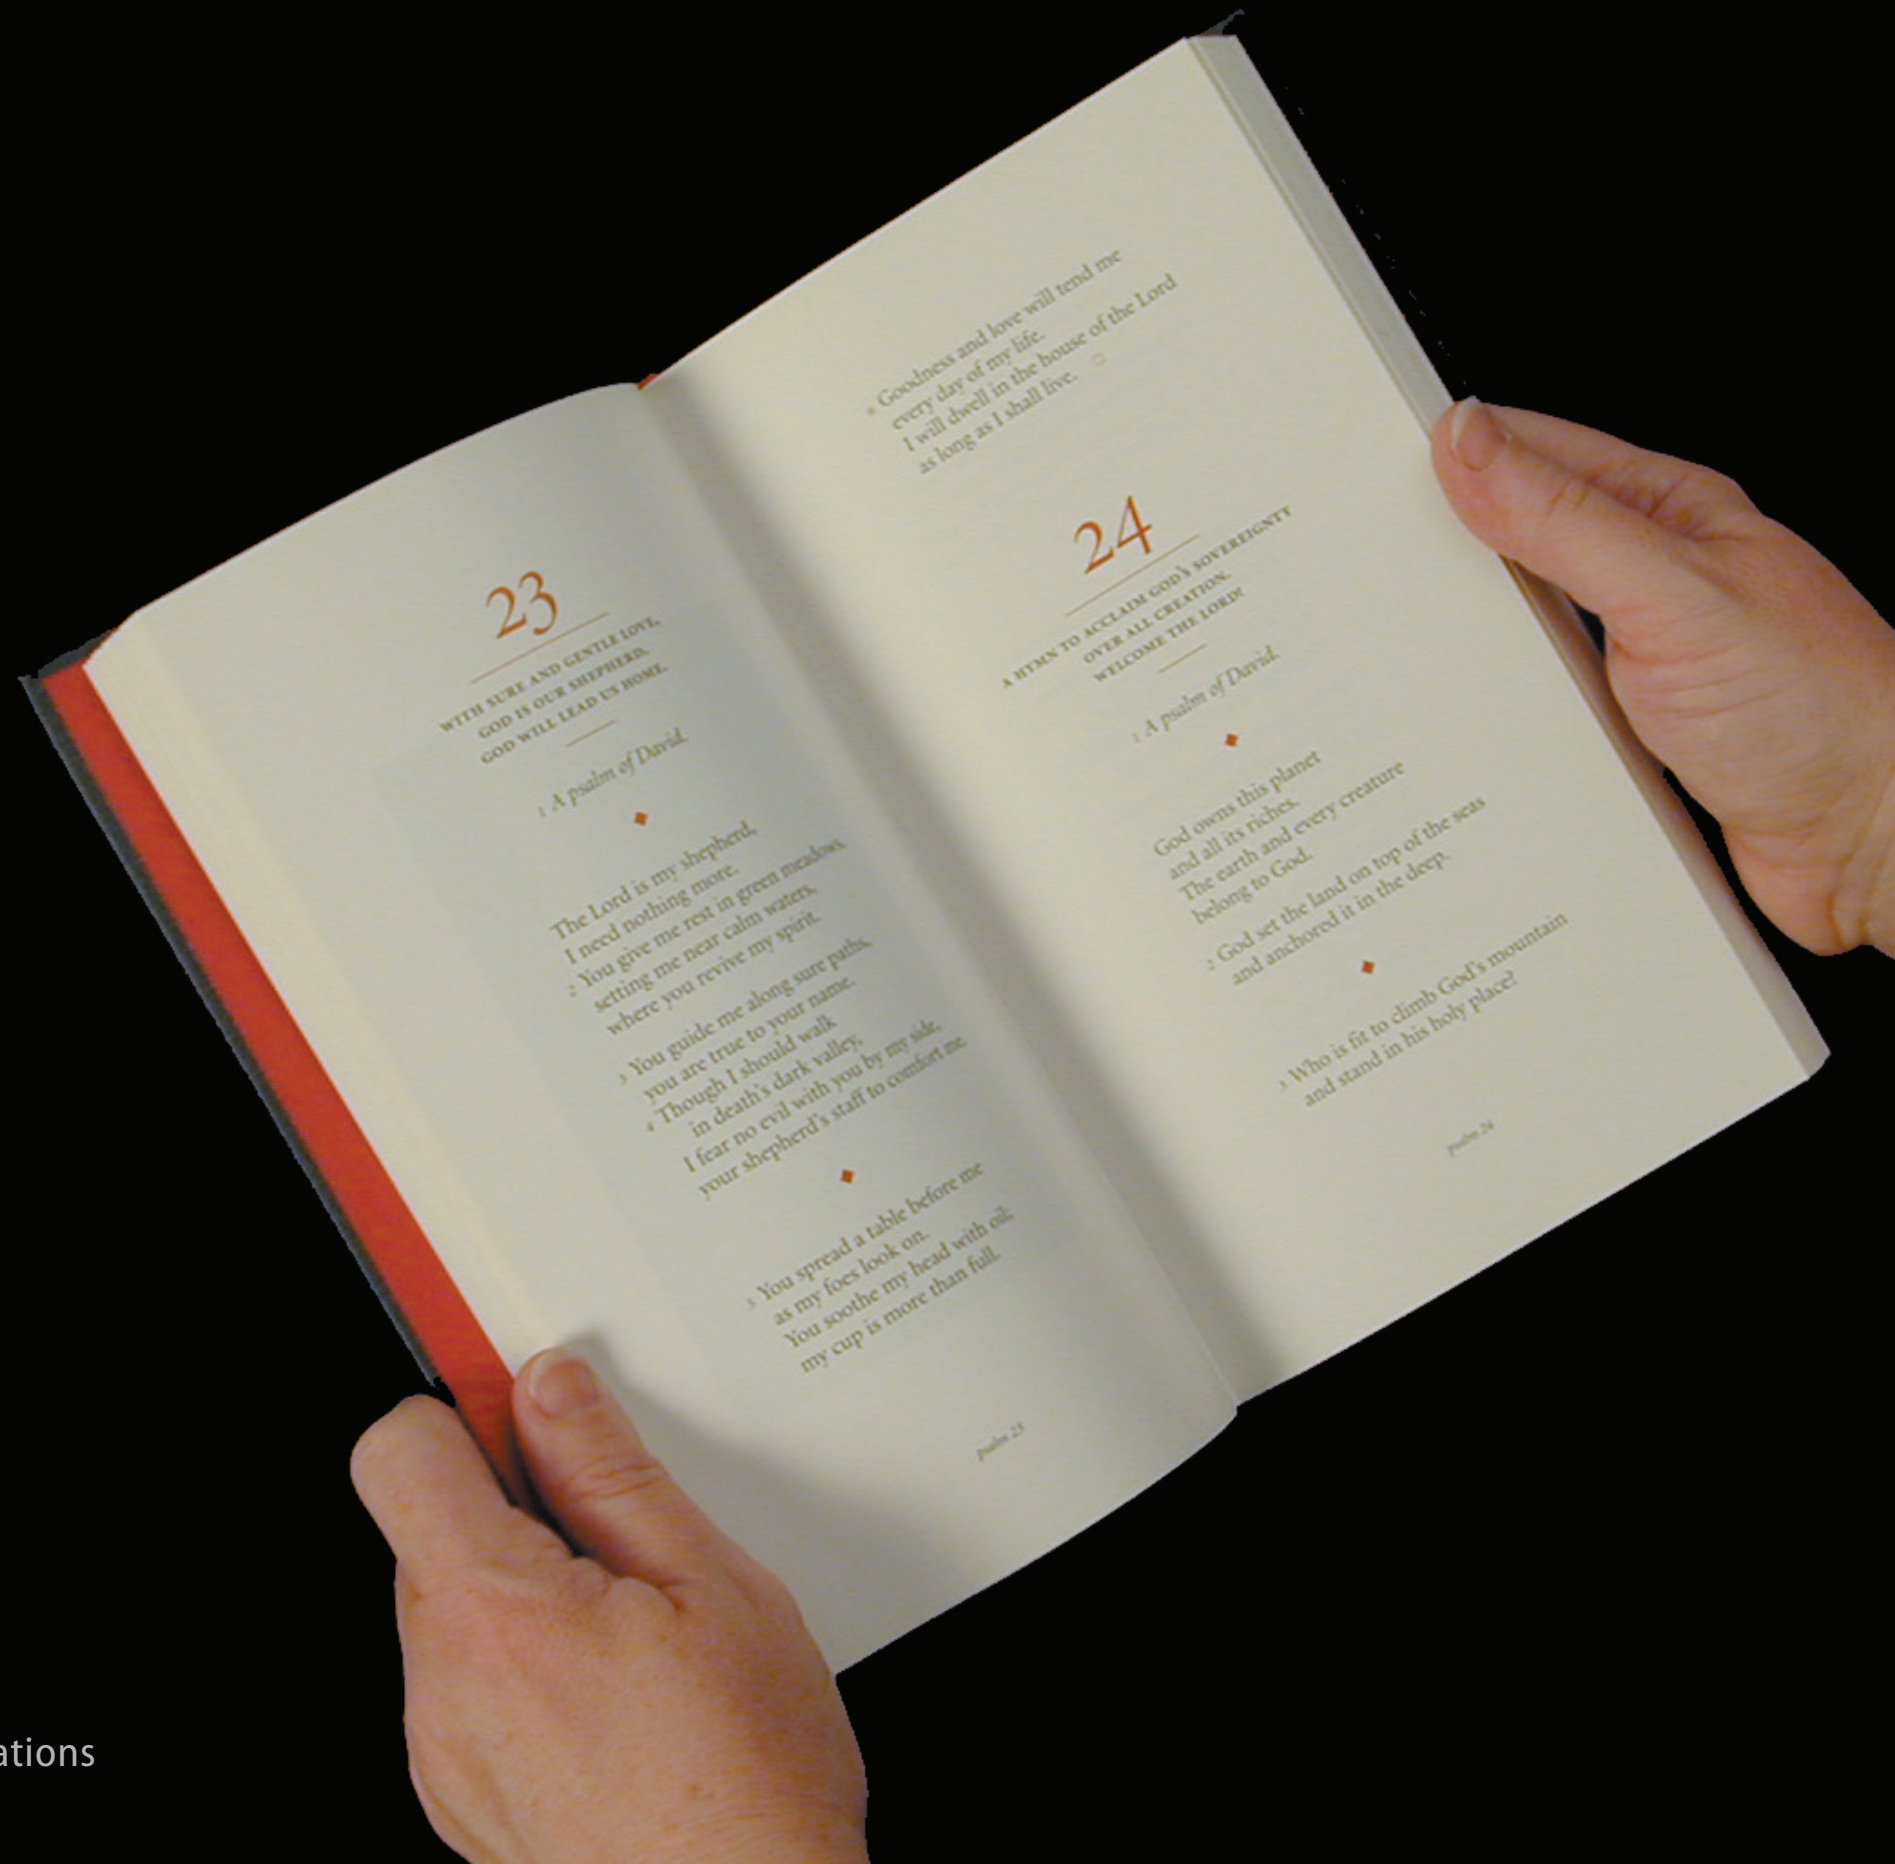 23
WITH SURE AND GENTLE LOVE,
GOD IS OUR SHEPHERD.
GOD WILL LEAD US HOME.
1 A psalm of David.
The Lord is my shepherd,
I need nothing more.
2 You give me rest in green meadows,
setting me near calm waters,
where you revive my spirit.
3 You guide me along sure paths,
you are true to your name.
4 Though I should walk
in death's dark valley,
I fear no evil with you by my side,
your shepherd's staff to comfort me.
5 You spread a table before me
as my foes look on.
You soothe my head with oil;
my cup is more than full.
psalm 23
6 Goodness and love will tend me
every day of my life.
I will dwell in the house of the Lord
as long as I shall live.
24
A HYMN TO ACCLAIM GOD'S SOVEREIGNTY
OVER ALL CREATION.
WELCOME THE LORD!
1 A psalm of David.
God owns this planet
and all its riches.
The earth and every creature
belong to God.
2 God set the land on top of the seas
and anchored it in the deep.
3 Who is fit to climb God's mountain
and stand in his holy place?
psalm 24
ations